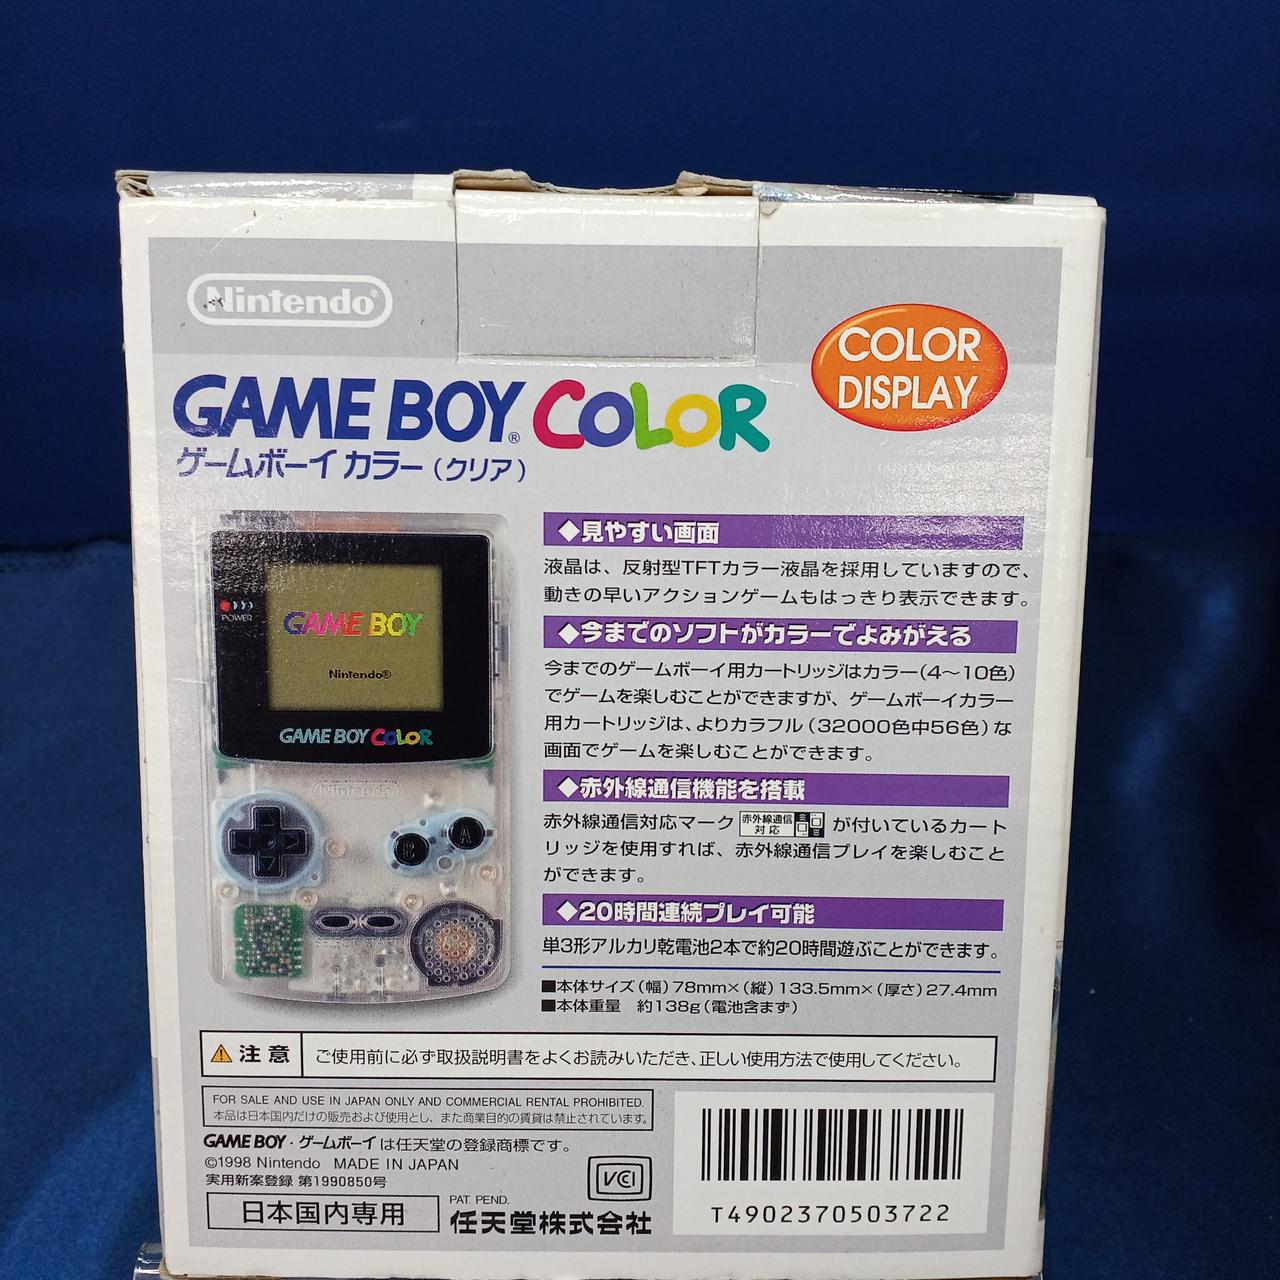 Nintendo®
COLOR
DISPLAY
GAME BOY® COLOR
ゲームボーイ カラー（クリア）
POWER
GAME BOY
Nintendo®
GAME BOY COLOR
Nintendo
B A
◆見やすい画面
液晶は、反射型TFTカラー液晶を採用していますので、
動きの早いアクションゲームもはっきり表示できます。
◆今までのソフトがカラーでよみがえる
今までのゲームボーイ用カートリッジはカラー（4～10色）
でゲームを楽しむことができますが、ゲームボーイカラー
用カートリッジは、よりカラフル（32000色中56色）な
画面でゲームを楽しむことができます。
◆赤外線通信機能を搭載
赤外線通信対応マーク 赤外線通信 対応 が付いているカート
リッジを使用すれば、赤外線通信プレイを楽しむこと
ができます。
◆20時間連続プレイ可能
単3形アルカリ乾電池2本で約20時間遊ぶことができます。
■本体サイズ（幅）78mm×（縦）133.5mm×（厚さ）27.4mm
■本体重量 約138g（電池含まず）
注意 ご使用前に必ず取扱説明書をよくお読みいただき、正しい使用方法で使用してください。
FOR SALE AND USE IN JAPAN ONLY AND COMMERCIAL RENTAL PROHIBITED.
本品は日本国内だけの販売および使用とし、また商業目的の賃貸は禁止されています。
GAME BOY・ゲームボーイは任天堂の登録商標です。
©1998 Nintendo MADE IN JAPAN
実用新案登録 第1990850号
日本国内専用
PAT. PEND.
VCI
任天堂株式会社
T4902370503722